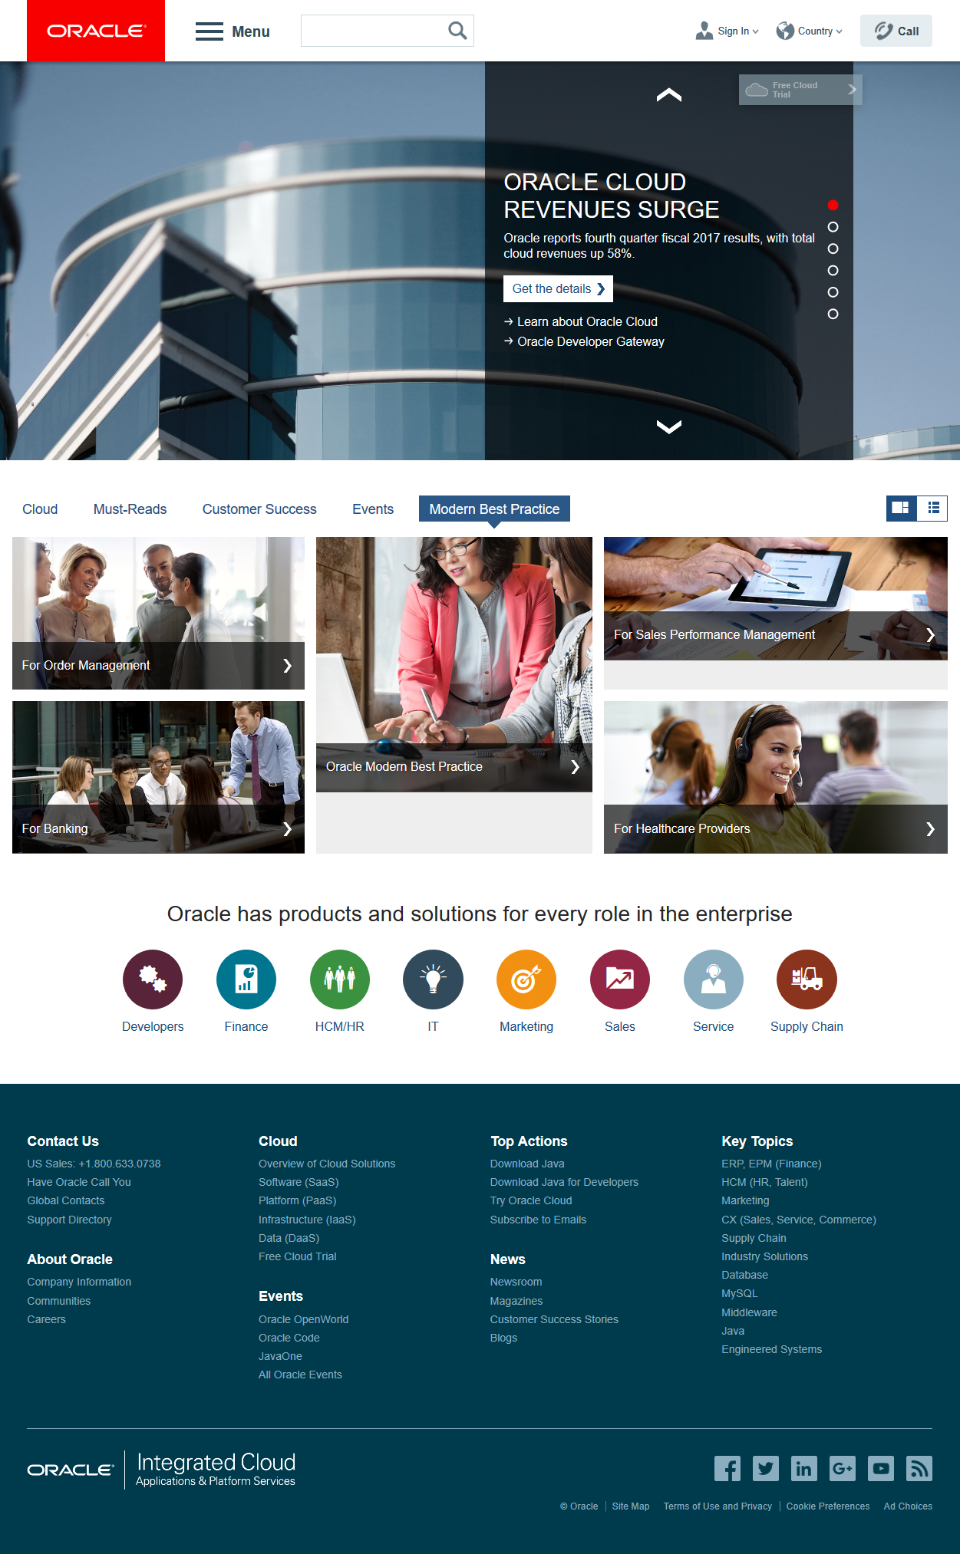 ORACLE
Menu
Sign In
Country
Call
Free Cloud
Trial
ORACLE CLOUD
REVENUES SURGE
Oracle reports fourth quarter fiscal 2017 results, with total
cloud revenues up 58%.
Get the details
Learn about Oracle Cloud
Oracle Developer Gateway
Cloud
Must-Reads
Customer Success
Events
Modern Best Practice
For Order Management
Oracle Modern Best Practice
For Sales Performance Management
For Banking
For Healthcare Providers
Oracle has products and solutions for every role in the enterprise
Developers
Finance
HCM/HR
IT
Marketing
Sales
Service
Supply Chain
Contact Us
US Sales: +1.800.633.0738
Have Oracle Call You
Global Contacts
Support Directory
About Oracle
Company Information
Communities
Careers
Cloud
Overview of Cloud Solutions
Software (SaaS)
Platform (PaaS)
Infrastructure (IaaS)
Data (DaaS)
Free Cloud Trial
Events
Oracle OpenWorld
Oracle Code
JavaOne
All Oracle Events
Top Actions
Download Java
Download Java for Developers
Try Oracle Cloud
Subscribe to Emails
News
Newsroom
Magazines
Customer Success Stories
Blogs
Key Topics
ERP, EPM (Finance)
HCM (HR, Talent)
Marketing
CX (Sales, Service, Commerce)
Supply Chain
Industry Solutions
Database
MySQL
Middleware
Java
Engineered Systems
ORACLE
Integrated Cloud
Applications & Platform Services
© Oracle | Site Map
Terms of Use and Privacy | Cookie Preferences
Ad Choices